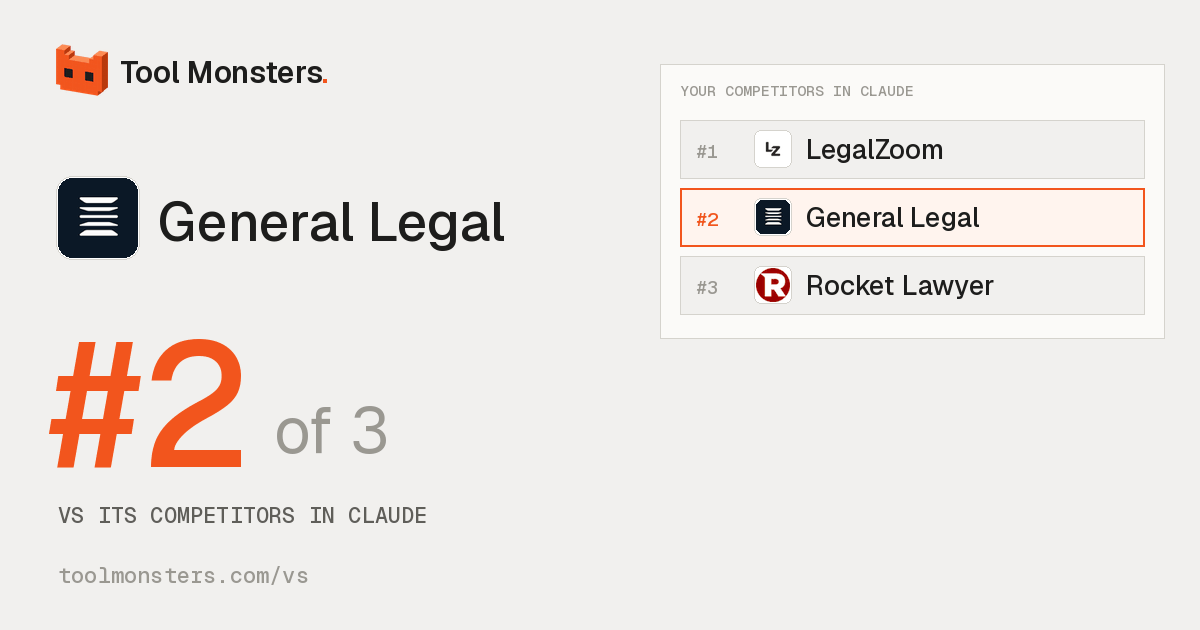 Tool Monsters.
General Legal
#2 of 3
VS ITS COMPETITORS IN CLAUDE
toolmonsters.com/vs
YOUR COMPETITORS IN CLAUDE
#1 LZ LegalZoom
#2 General Legal
#3 R Rocket Lawyer